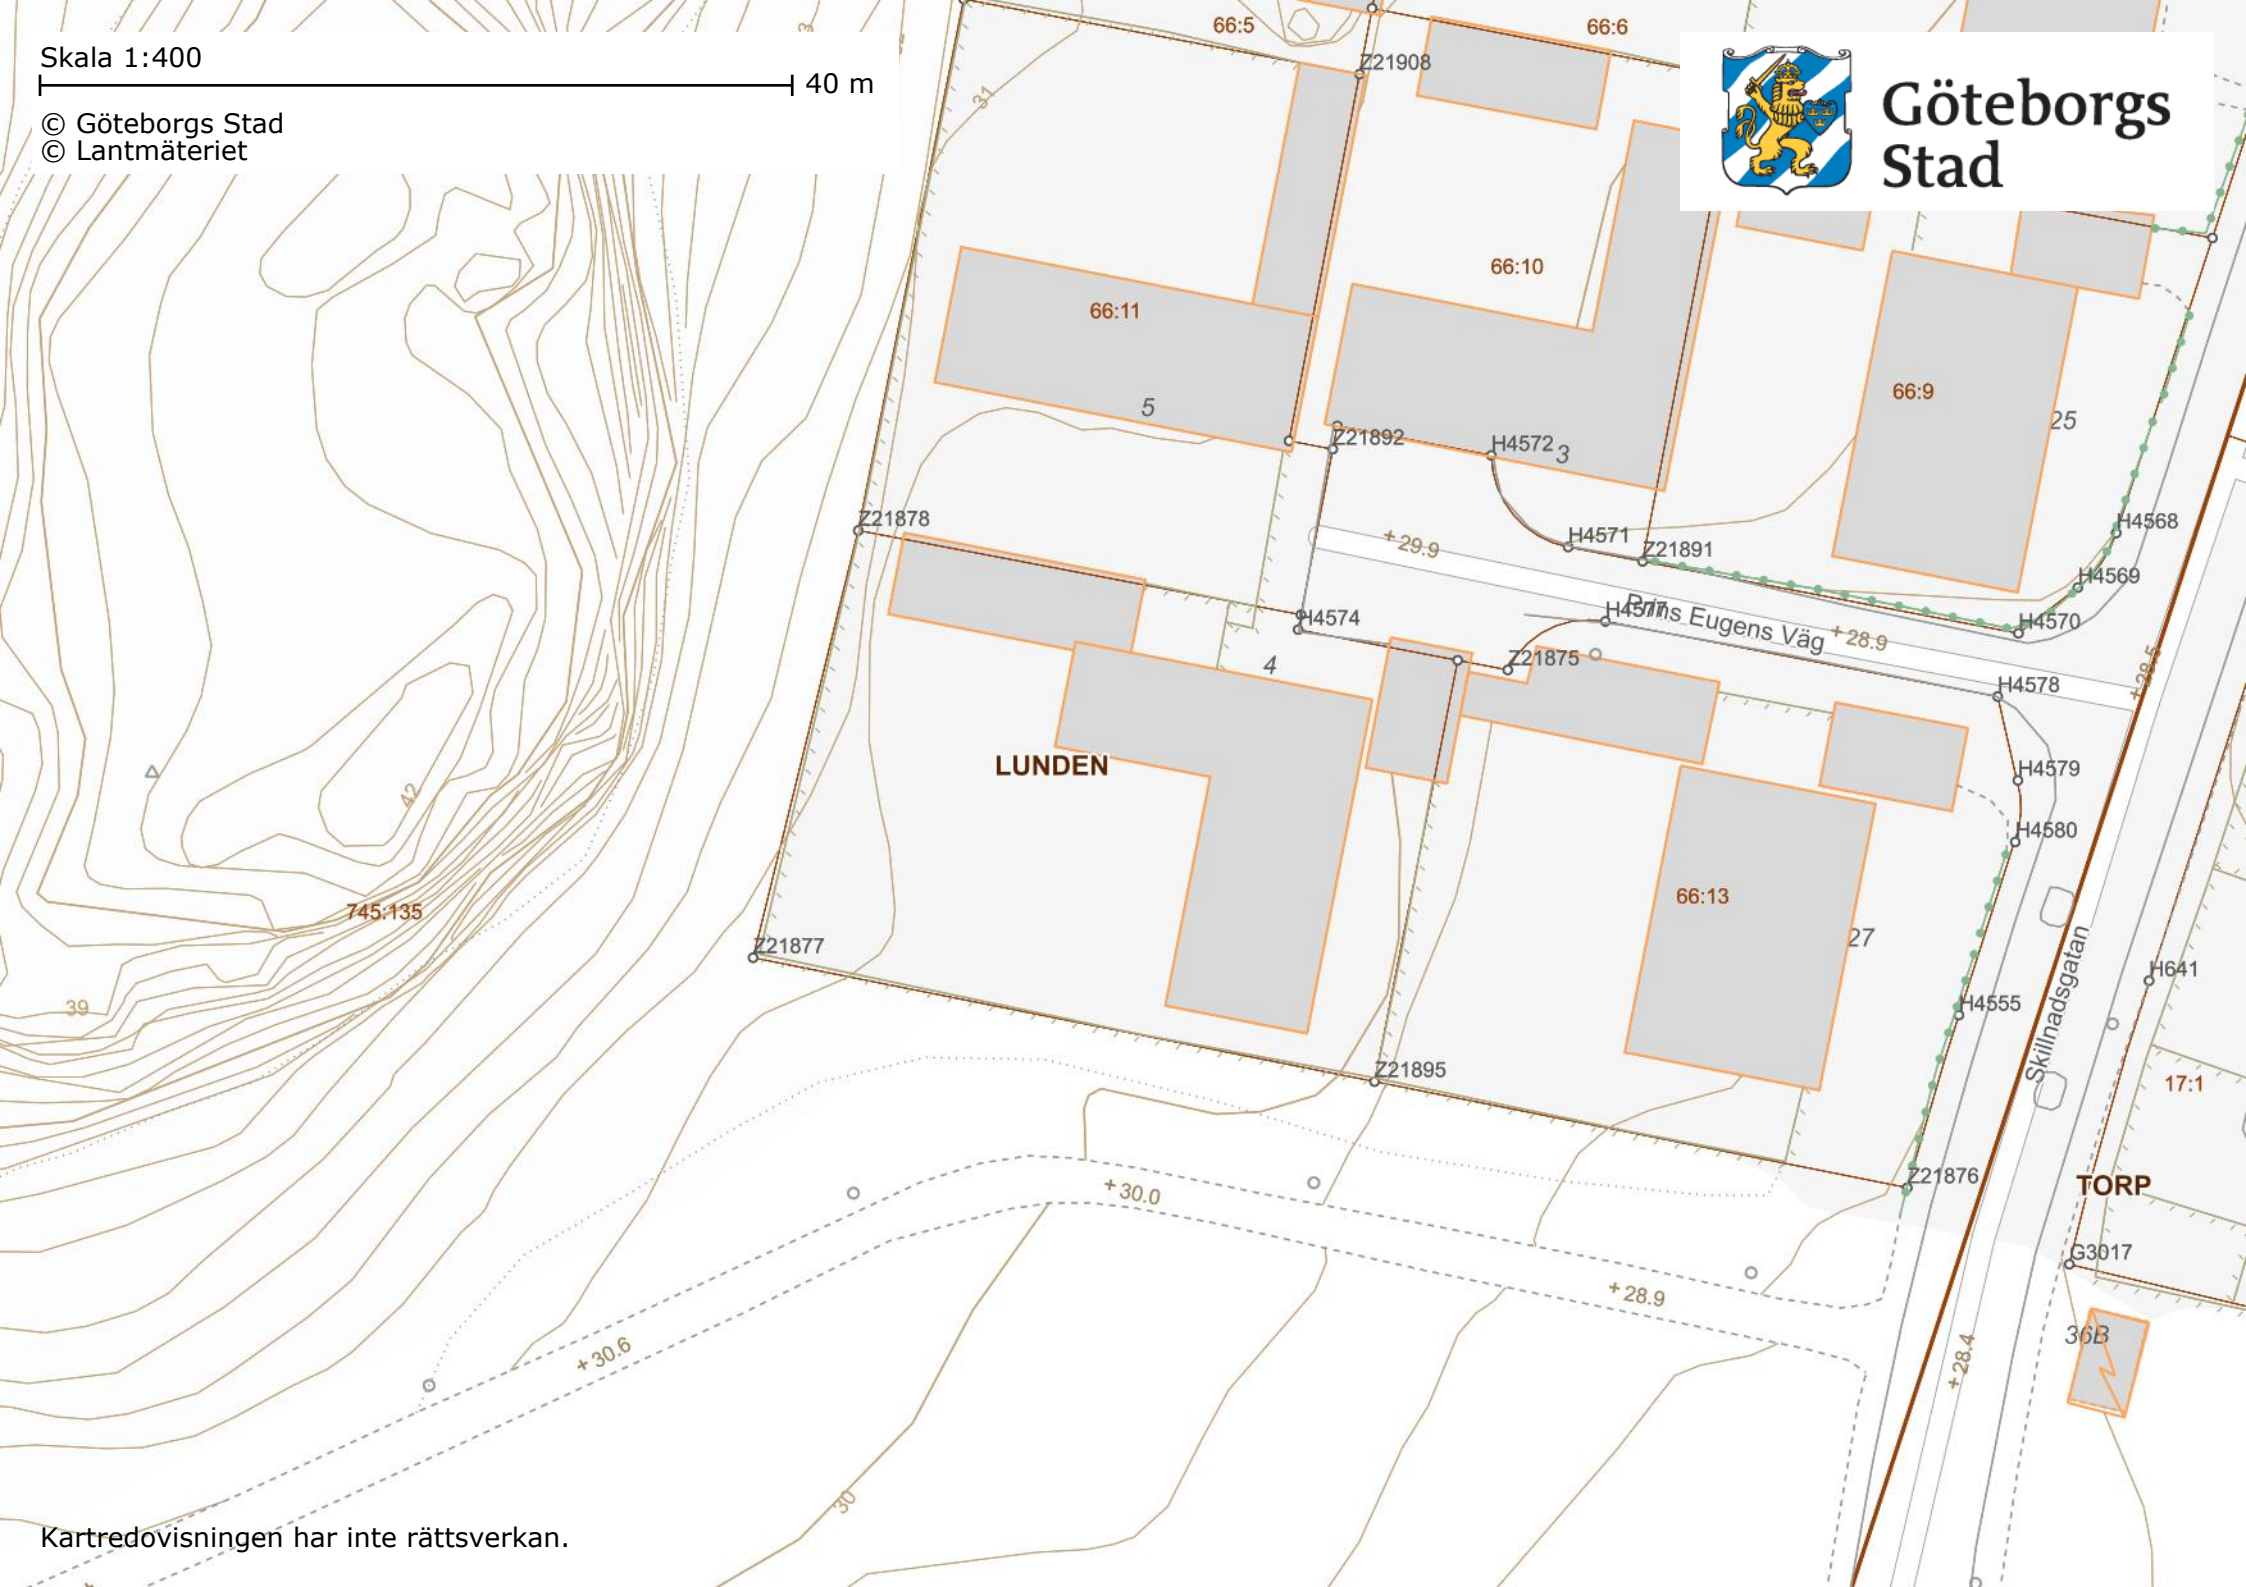 Skala 1:400
40 m
© Göteborgs Stad
© Lantmäteriet
Göteborgs
Stad
66:5
66:6
Z21908
31
66:10
66:11
66:9
5
25
Z21892
H4572
3
Z21878
H4568
+29.9
H4571
Z21891
H4569
H4574
H4577
Prins Eugens Väg
+28.9
H4570
4
Z21875
+28.5
H4578
LUNDEN
H4579
42
H4580
66:13
745:135
27
Z21877
H641
39
H4555
Skillnadsgatan
Z21895
17:1
Z21876
TORP
+30.0
G3017
+28.9
36B
+30.6
+28.4
30
Kartredovisningen har inte rättsverkan.